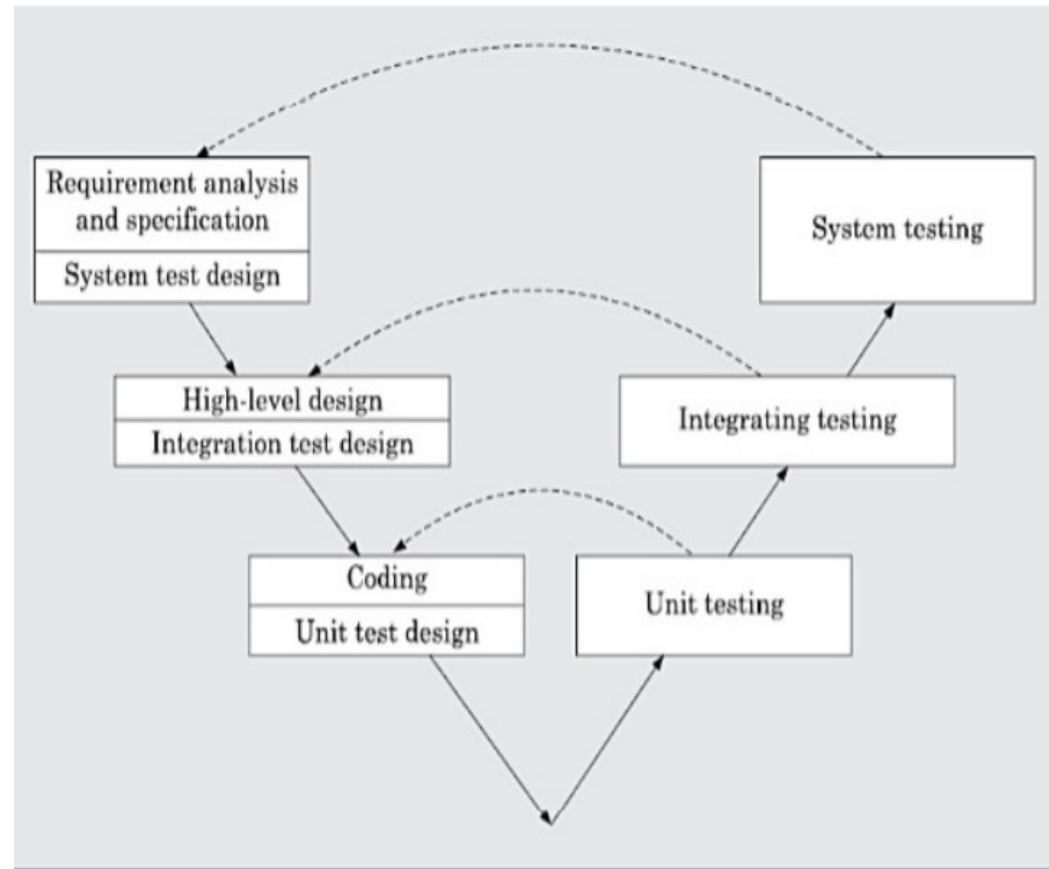 Requirement analysis
and specification
System test design
System testing
High-level design
Integration test design
Integrating testing
Coding
Unit test design
Unit testing